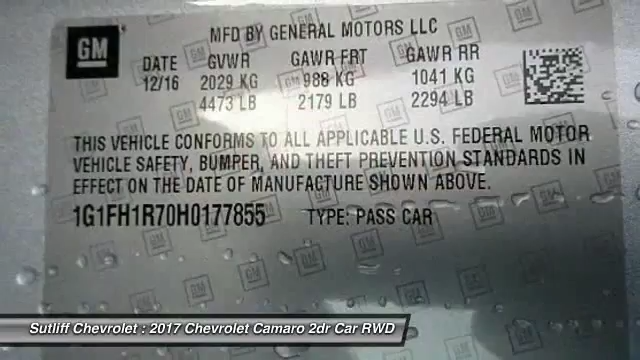 GM MFD BY GENERAL MOTORS LLC
DATE GVWR GAWR FRT GAWR RR
12/16 2029 KG 988 KG 1041 KG
4473 LB 2179 LB 2294 LB
THIS VEHICLE CONFORMS TO ALL APPLICABLE U.S. FEDERAL MOTOR
VEHICLE SAFETY, BUMPER, AND THEFT PREVENTION STANDARDS IN
EFFECT ON THE DATE OF MANUFACTURE SHOWN ABOVE.
1G1FH1R70H0177855 TYPE: PASS CAR
Sutliff Chevrolet : 2017 Chevrolet Camaro 2dr Car RWD